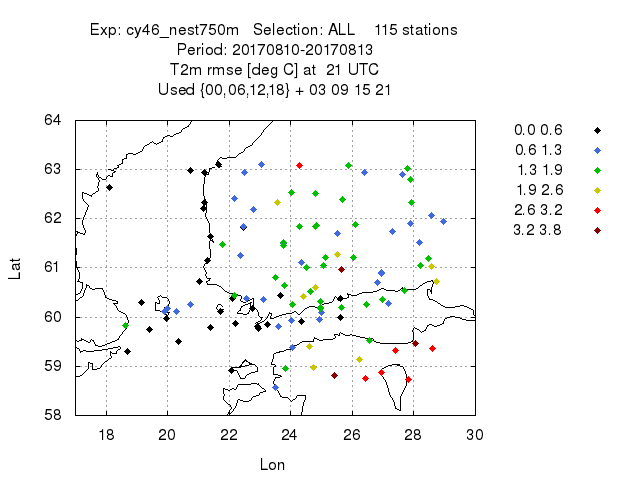 Exp: cy46_nest750m Selection: ALL 115 stations
Period: 20170810-20170813
T2m rmse [deg C] at 21 UTC
Used {00,06,12,18} + 03 09 15 21
64
63
62
61
60
59
58
Lat
18 20 22 24 26 28 30
Lon
0.0 0.6
0.6 1.3
1.3 1.9
1.9 2.6
2.6 3.2
3.2 3.8